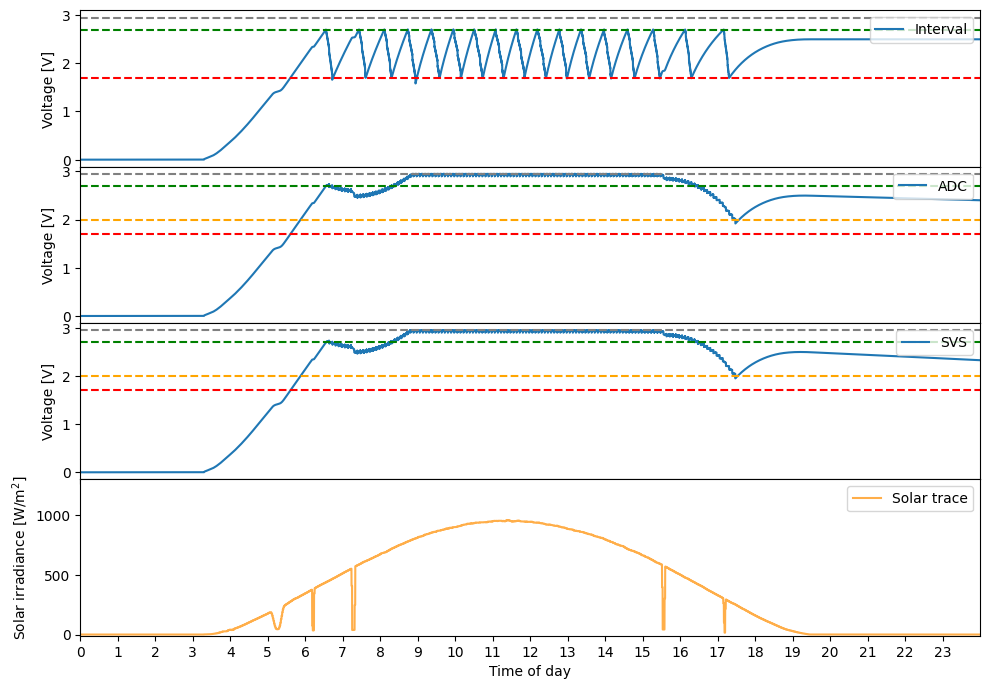 3
2
1
0
Voltage [V]
Interval
3
2
1
0
Voltage [V]
ADC
3
2
1
0
Voltage [V]
SVS
1000
500
0
Solar irradiance [W/m²]
Solar trace
0 1 2 3 4 5 6 7 8 9 10 11 12 13 14 15 16 17 18 19 20 21 22 23
Time of day